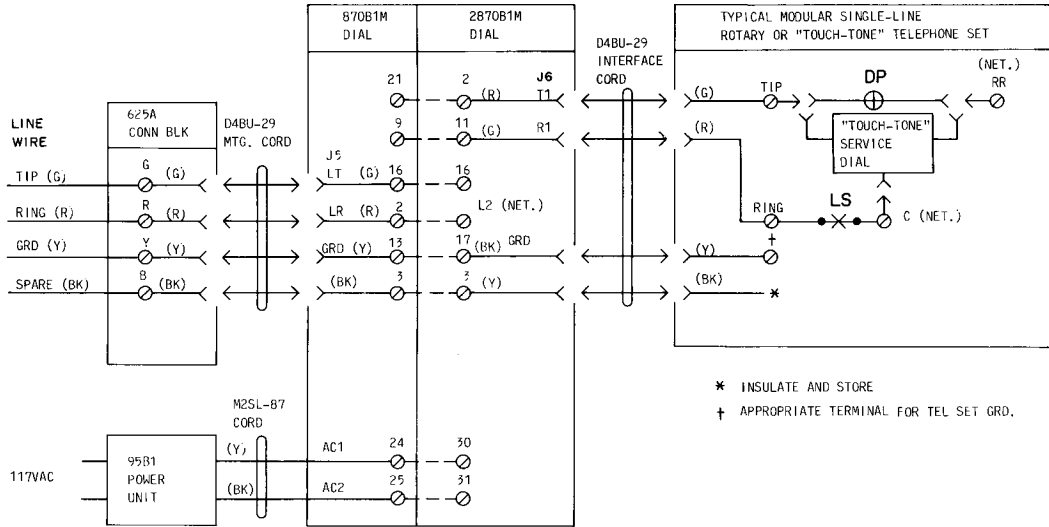 870B1M
DIAL
2870B1M
DIAL
D4BU-29
INTERFACE
CORD
TYPICAL MODULAR SINGLE-LINE
ROTARY OR "TOUCH-TONE" TELEPHONE SET
LINE
WIRE
625A
CONN BLK
D4BU-29
MTG. CORD
21 2 (R) J6
T1
(G) TIP DP (NET.)
RR
9 11 (G) R1
(R) "TOUCH-TONE"
SERVICE
DIAL
TIP (G) G (G) J5
LT (G) 16 16
RING (R) R (R) LR (R) 2 L2 (NET.)
RING LS C (NET.)
†
GRD (Y) Y (Y) GRD (Y) 13 17 (BK) GRD (Y)
SPARE (BK) B (BK) (BK) 3 3 (Y) (BK) *
* INSULATE AND STORE
† APPROPRIATE TERMINAL FOR TEL SET GRD.
M2SL-87
CORD
117VAC
95B1
POWER
UNIT
(Y) AC1 24 30
(BK) AC2 25 31